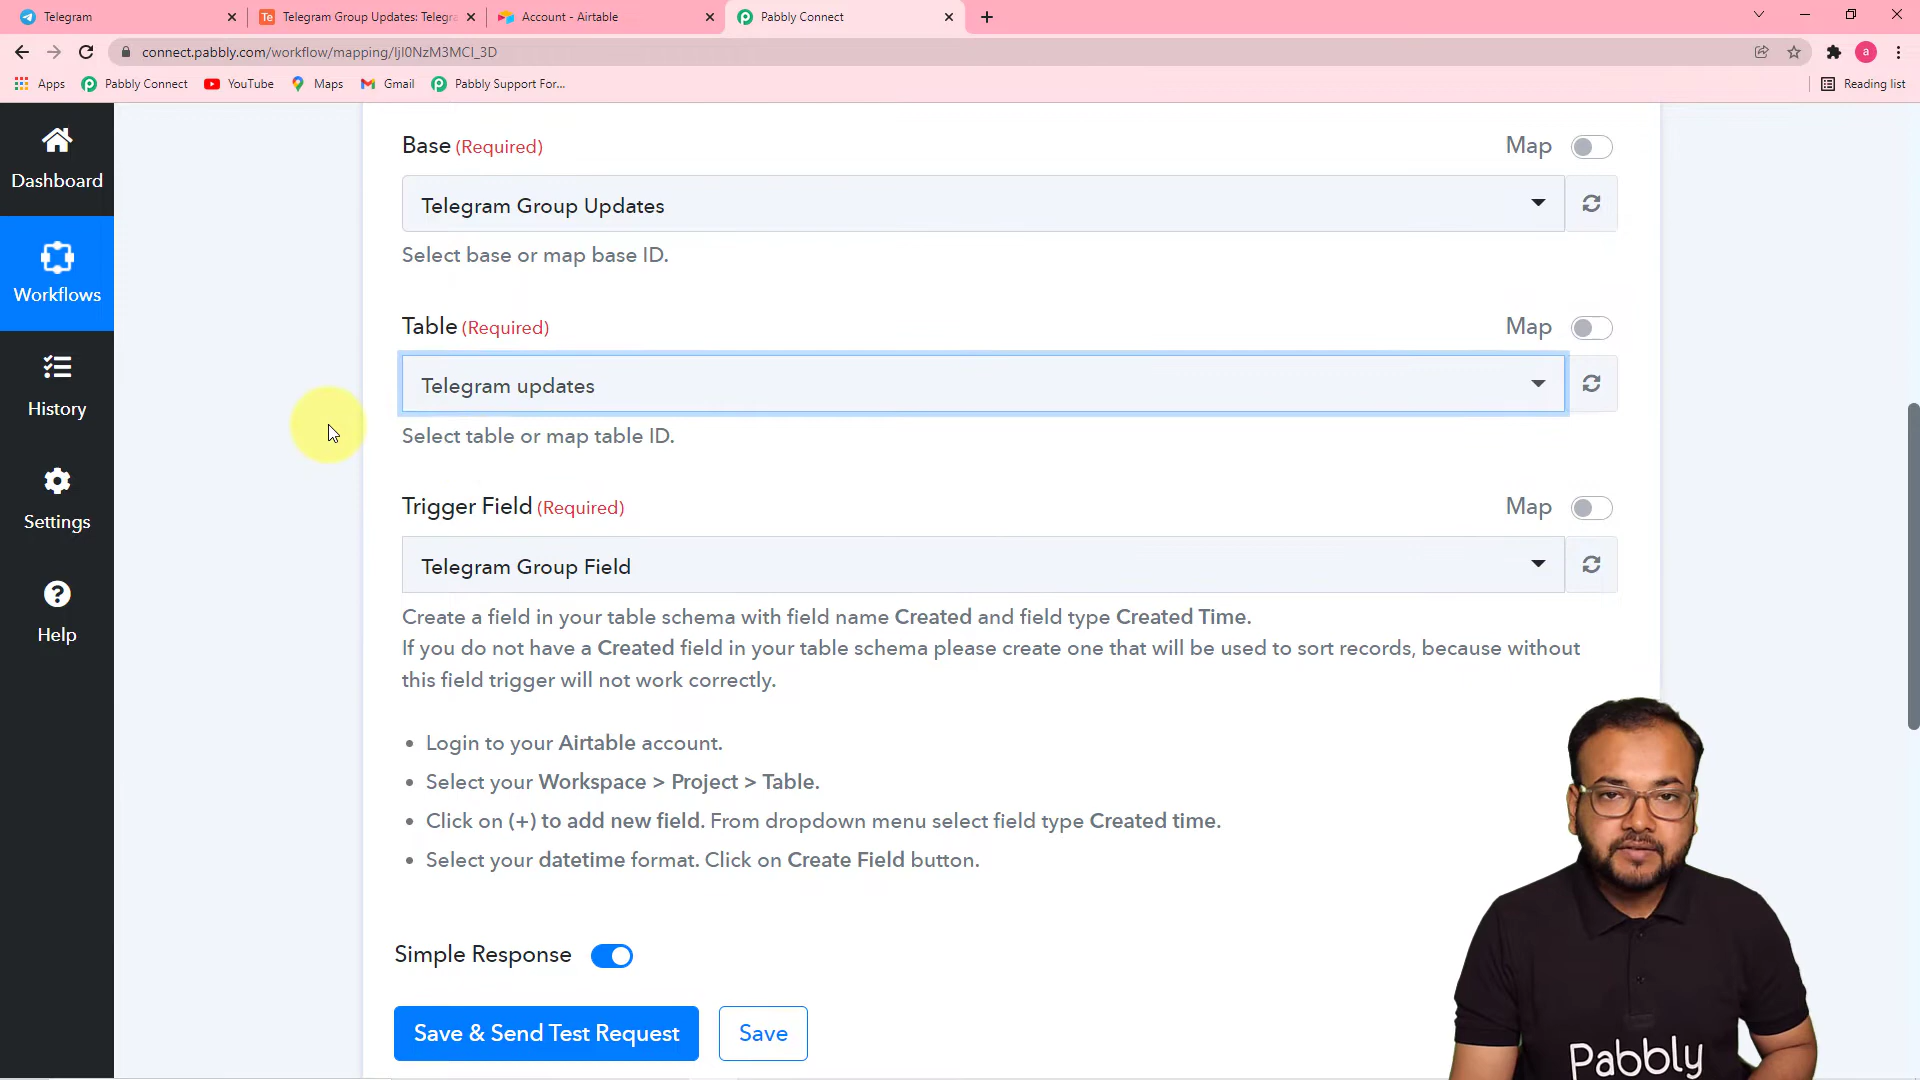 Telegram
Te Telegram Group Updates: Telegra
Account - Airtable
Pabbly Connect
connect.pabbly.com/workflow/mapping/IjI0NzM3MCI_3D
a
Apps
Pabbly Connect
YouTube
Maps
Gmail
Pabbly Support For...
Reading list
Dashboard
Workflows
History
Settings
Help
Base (Required)
Map
Telegram Group Updates
Select base or map base ID.
Table (Required)
Map
Telegram updates
Select table or map table ID.
Trigger Field (Required)
Map
Telegram Group Field
Create a field in your table schema with field name Created and field type Created Time.
If you do not have a Created field in your table schema please create one that will be used to sort records, because without
this field trigger will not work correctly.
Login to your Airtable account.
Select your Workspace > Project > Table.
Click on (+) to add new field. From dropdown menu select field type Created time.
Select your datetime format. Click on Create Field button.
Simple Response
Save & Send Test Request
Save
Pabbly